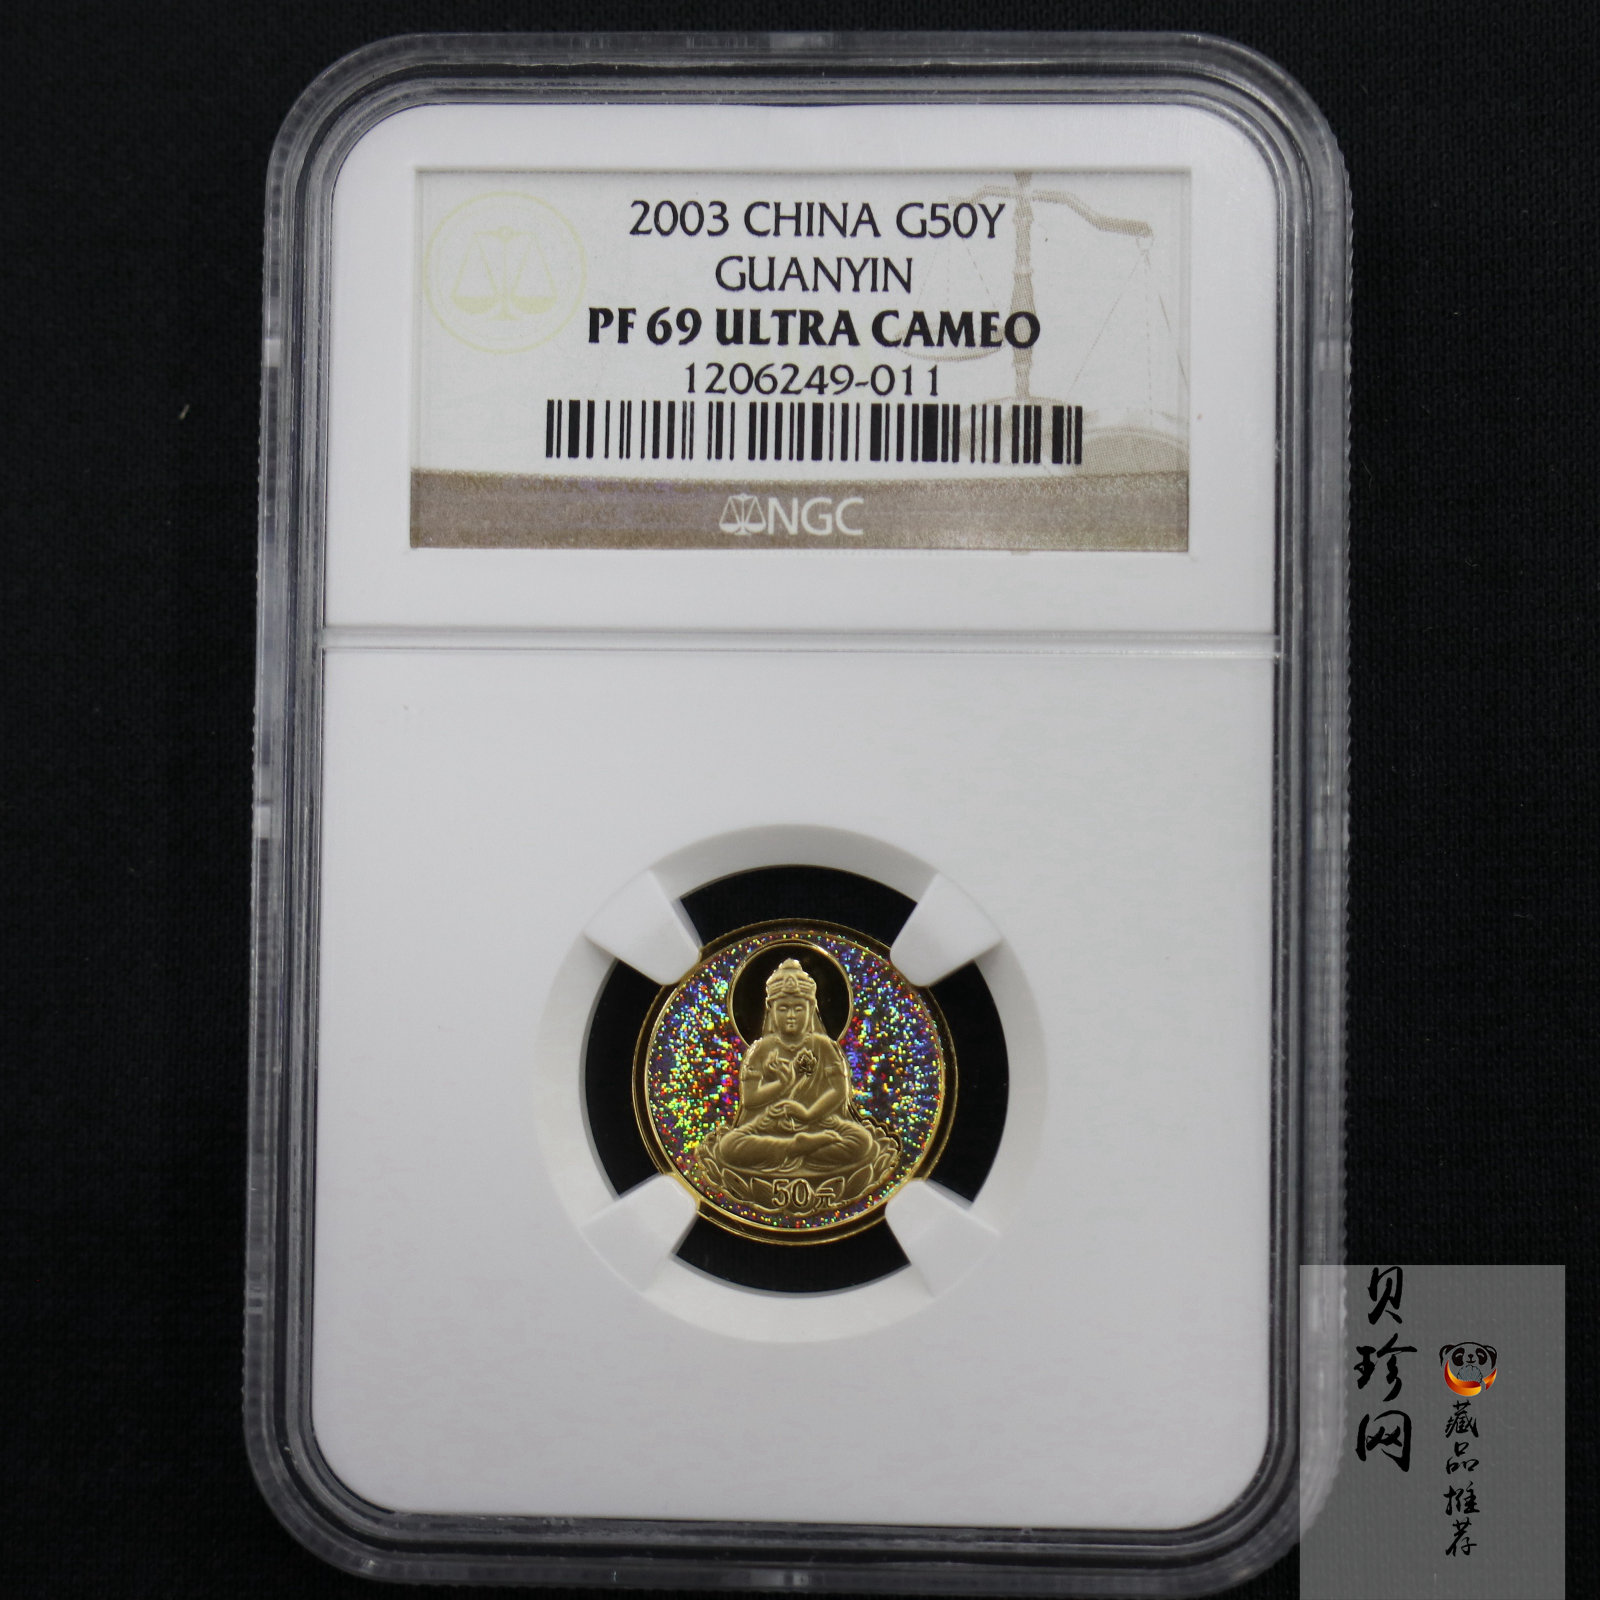 2003 CHINA G50Y
GUANYIN
PF 69 ULTRA CAMEO
1206249-011
NGC
50元
贝珍网
藏品推荐